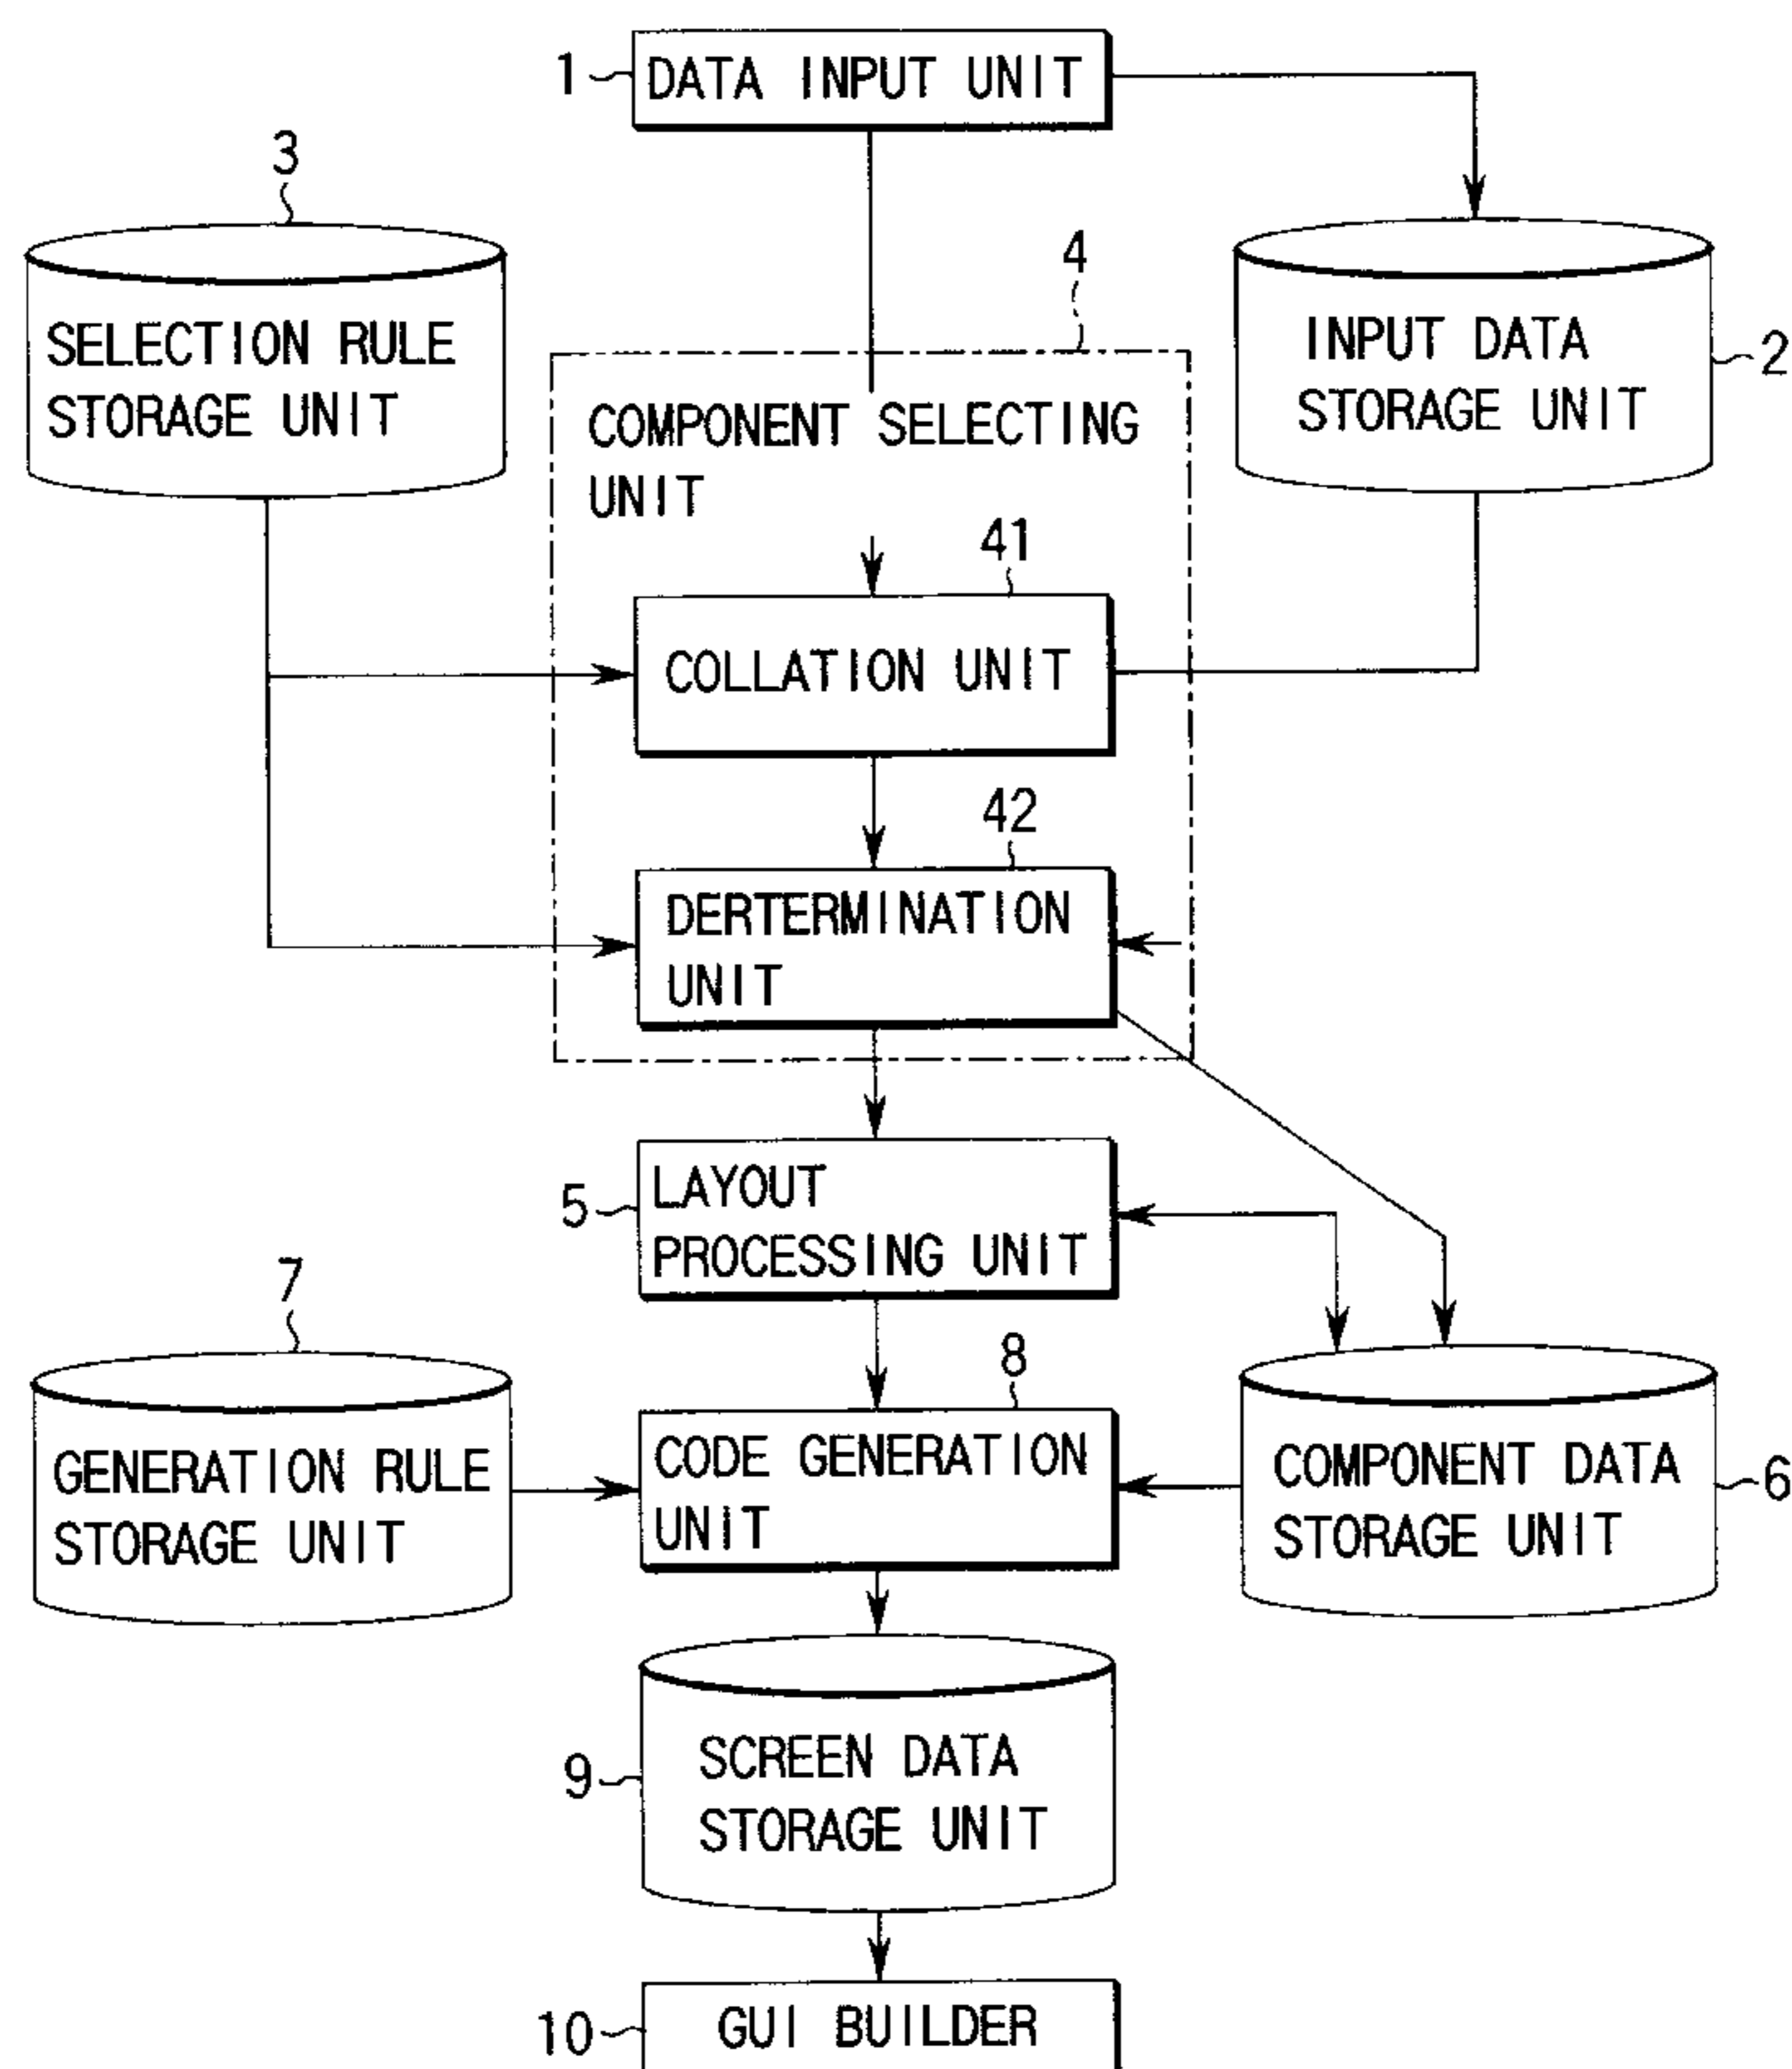 1
DATA INPUT UNIT
3
SELECTION RULE
STORAGE UNIT
4
INPUT DATA
STORAGE UNIT
2
COMPONENT SELECTING
UNIT
41
COLLATION UNIT
42
DERTERMINATION
UNIT
5
LAYOUT
PROCESSING UNIT
7
GENERATION RULE
STORAGE UNIT
8
CODE GENERATION
UNIT
COMPONENT DATA
STORAGE UNIT
6
9
SCREEN DATA
STORAGE UNIT
10
GUI BUILDER